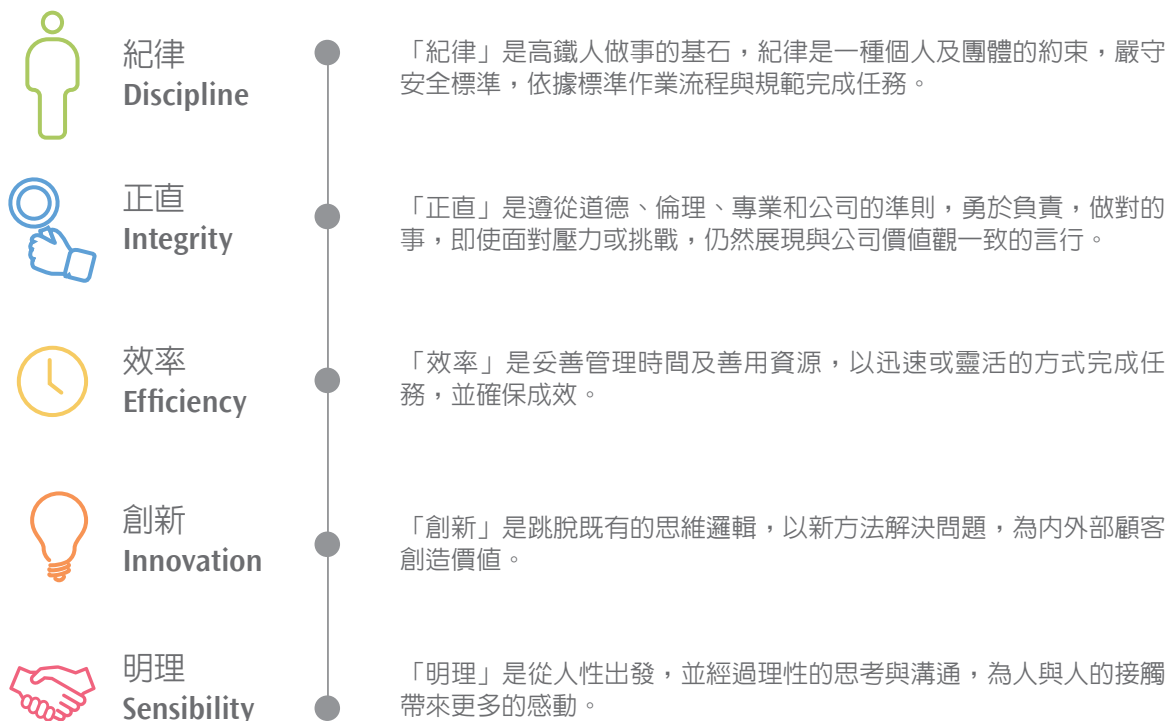 紀律
Discipline
「紀律」是高鐵人做事的基石，紀律是一種個人及團體的約束，嚴守
安全標準，依據標準作業流程與規範完成任務。
正直
Integrity
「正直」是遵從道德、倫理、專業和公司的準則，勇於負責，做對的
事，即使面對壓力或挑戰，仍然展現與公司價值觀一致的言行。
效率
Efficiency
「效率」是妥善管理時間及善用資源，以迅速或靈活的方式完成任
務，並確保成效。
創新
Innovation
「創新」是跳脫既有的思維邏輯，以新方法解決問題，為內外部顧客
創造價值。
明理
Sensibility
「明理」是從人性出發，並經過理性的思考與溝通，為人與人的接觸
帶來更多的感動。